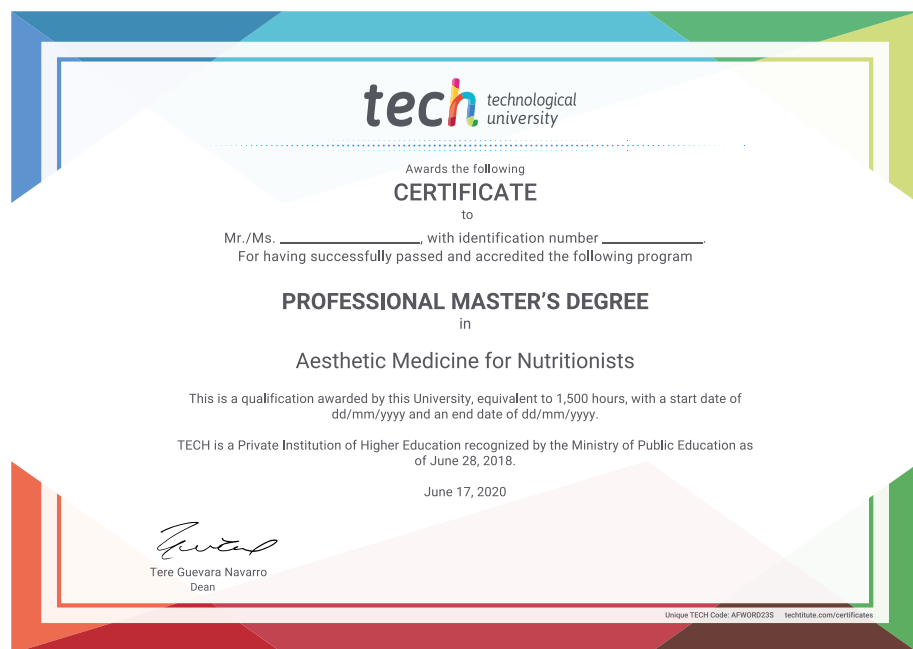 tech technological
university
Awards the following
CERTIFICATE
to
Mr./Ms. ____________________, with identification number ______________.
For having successfully passed and accredited the following program
PROFESSIONAL MASTER'S DEGREE
in
Aesthetic Medicine for Nutritionists
This is a qualification awarded by this University, equivalent to 1,500 hours, with a start date of
dd/mm/yyyy and an end date of dd/mm/yyyy.
TECH is a Private Institution of Higher Education recognized by the Ministry of Public Education as
of June 28, 2018.
June 17, 2020
Tere Guevara Navarro
Dean
Unique TECH Code: AFWORD23S techtitute.com/certificates